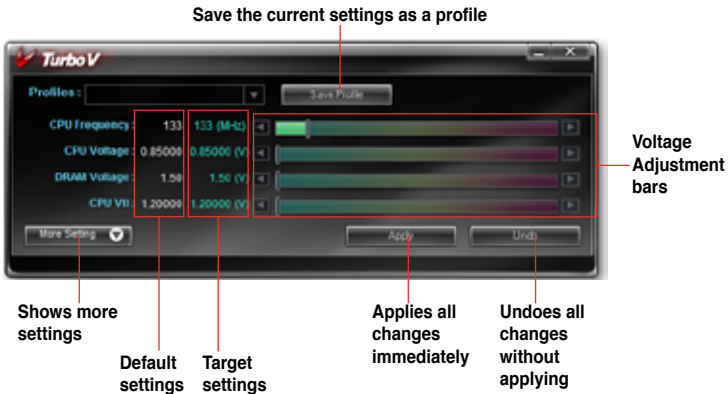 Save the current settings as a profile
TurboV
Profiles :
Save Profile
CPU Frequency : 133 133 (MHz)
CPU Voltage : 0.85000 0.85000 (V)
DRAM Voltage : 1.50 1.50 (V)
CPU Vtt : 1.20000 1.20000 (V)
Voltage
Adjustment
bars
More Setting
Apply
Undo
Shows more
settings
Default
settings
Target
settings
Applies all
changes
immediately
Undoes all
changes
without
applying